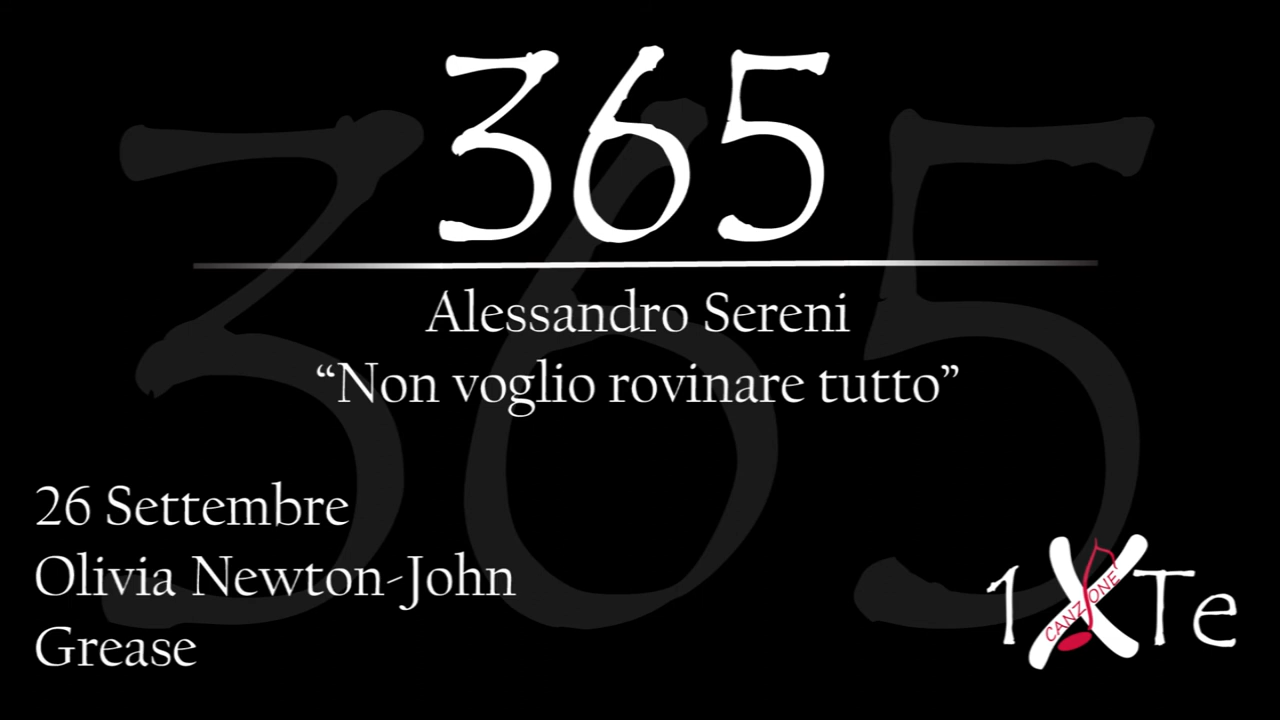 365
Alessandro Sereni
“Non voglio rovinare tutto”
26 Settembre
Olivia Newton-John
Grease
1XTe
CANZONE